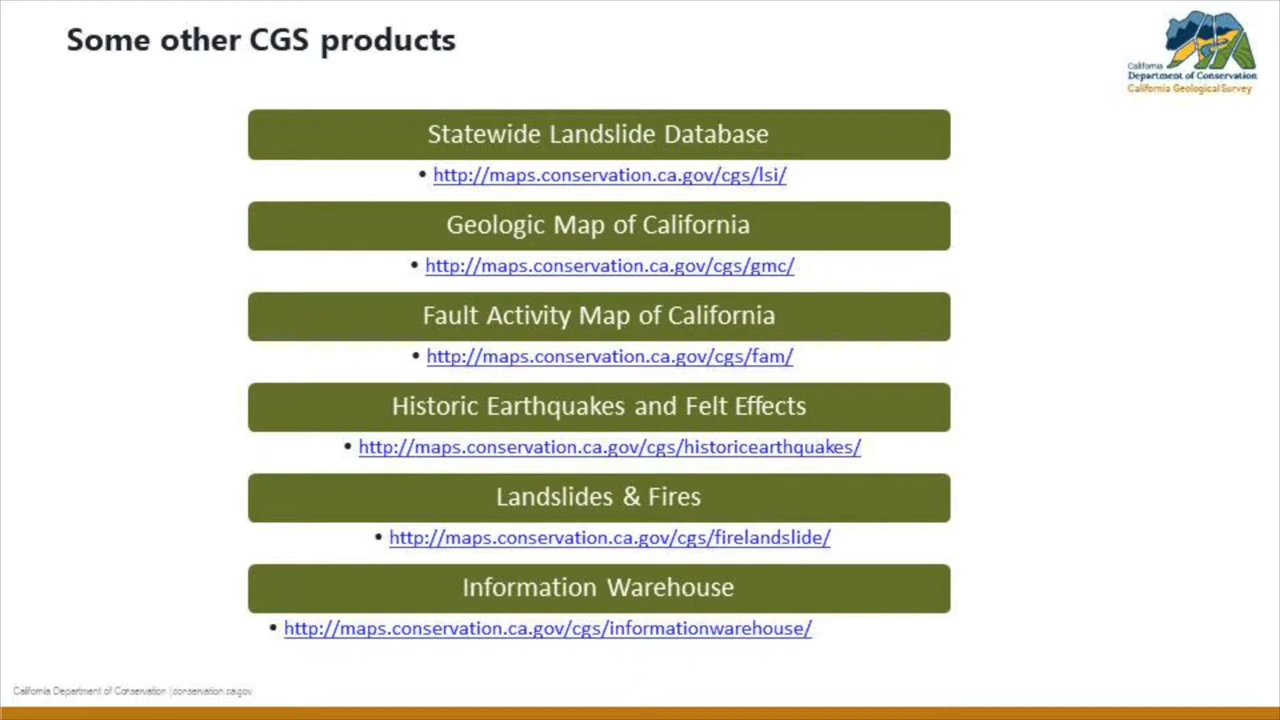 Some other CGS products
California
Department of Conservation
California Geological Survey
Statewide Landslide Database
• http://maps.conservation.ca.gov/cgs/lsi/
Geologic Map of California
• http://maps.conservation.ca.gov/cgs/gmc/
Fault Activity Map of California
• http://maps.conservation.ca.gov/cgs/fam/
Historic Earthquakes and Felt Effects
• http://maps.conservation.ca.gov/cgs/historicearthquakes/
Landslides & Fires
• http://maps.conservation.ca.gov/cgs/firelandslide/
Information Warehouse
• http://maps.conservation.ca.gov/cgs/informationwarehouse/
California Department of Conservation | conservation.ca.gov